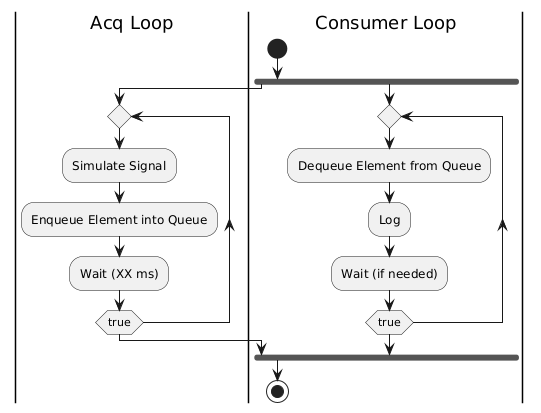 Acq Loop
Consumer Loop
Simulate Signal
Enqueue Element into Queue
Wait (XX ms)
true
Dequeue Element from Queue
Log
Wait (if needed)
true